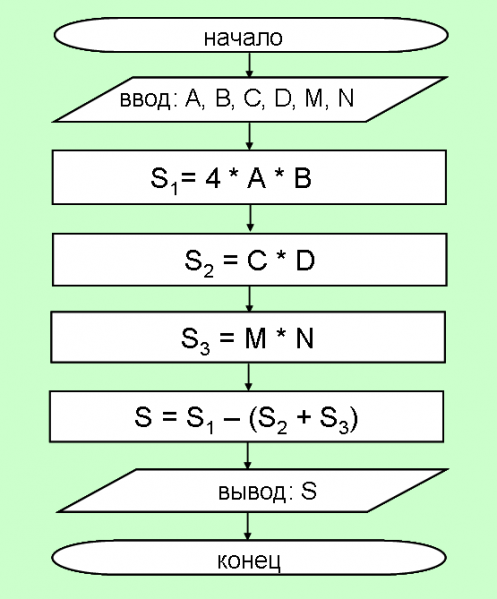 начало
ввод: A, B, C, D, M, N
S₁= 4 * A * B
S₂ = C * D
S₃ = M * N
S = S₁ – (S₂ + S₃)
вывод: S
конец